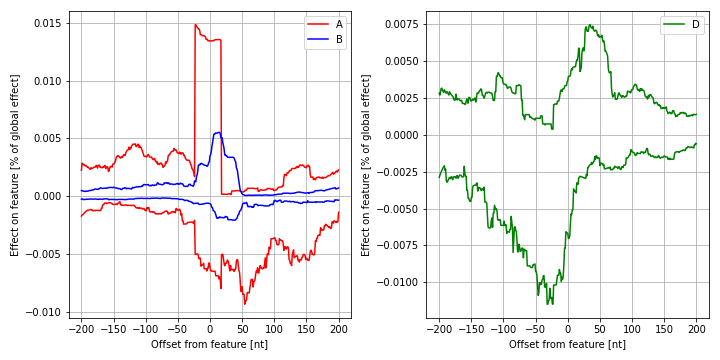 0.015
0.010
0.005
0.000
−0.005
−0.010
−200 −150 −100 −50 0 50 100 150 200
Offset from feature [nt]
Effect on feature [% of global effect]
A
B
0.0075
0.0050
0.0025
0.0000
−0.0025
−0.0050
−0.0075
−0.0100
−200 −150 −100 −50 0 50 100 150 200
Offset from feature [nt]
Effect on feature [% of global effect]
D